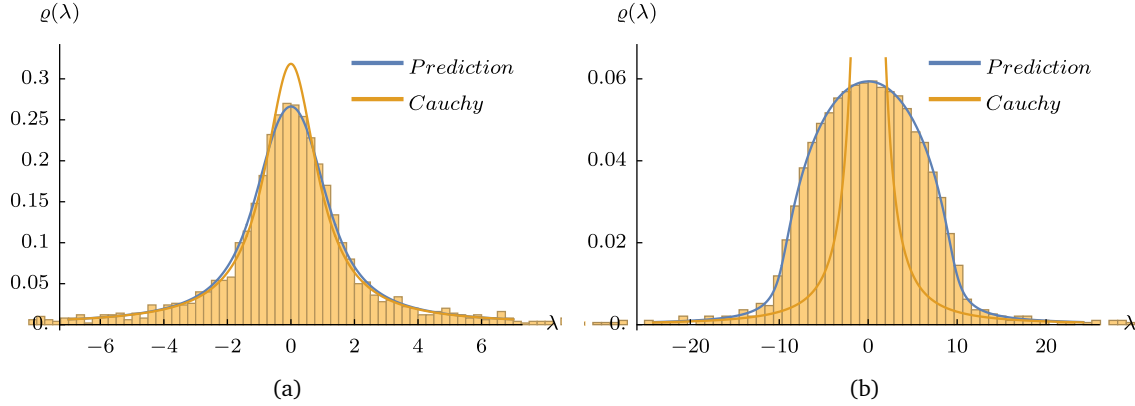 ϱ(λ)
0.3
0.25
0.2
0.15
0.1
0.05
0.
−6 −4 −2 0 2 4 6
λ
Prediction
Cauchy
(a)
ϱ(λ)
0.06
0.04
0.02
0.
−20 −10 0 10 20
λ
Prediction
Cauchy
(b)